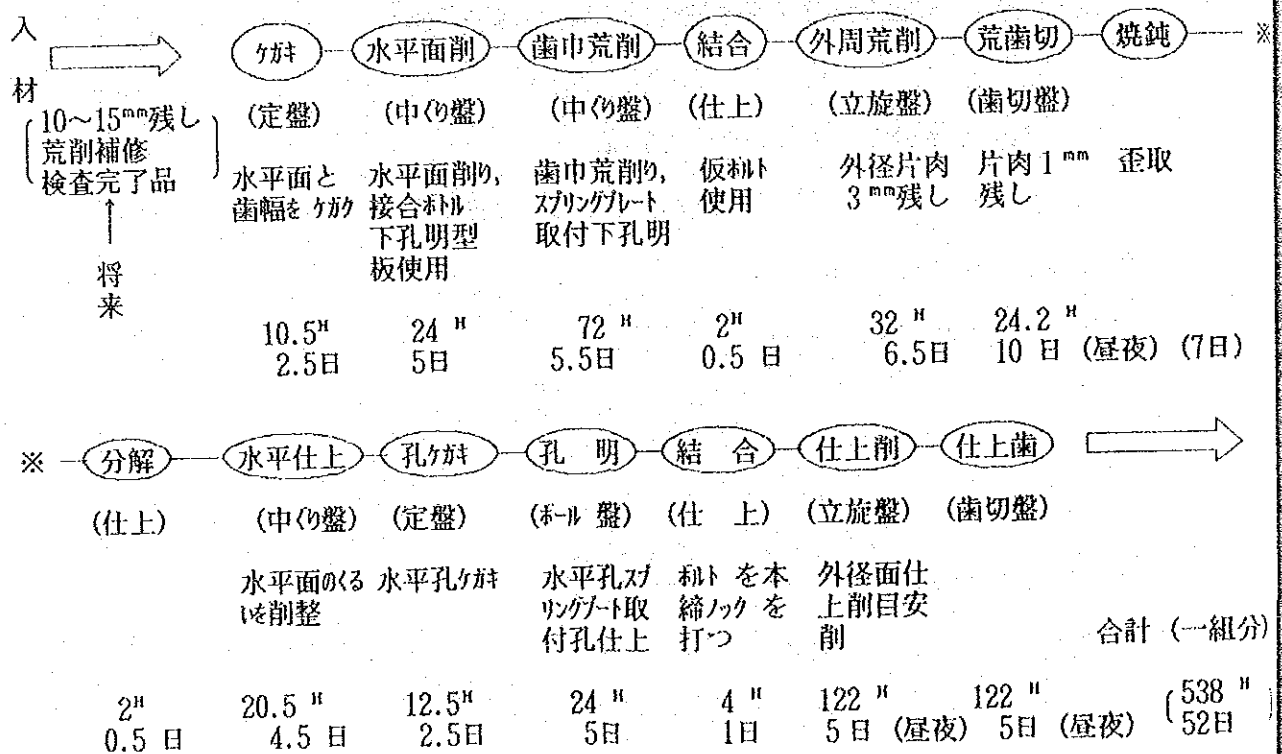 入材
10～15mm残し
荒削補修
検査完了品
将来
ケガキ 水平面削 歯巾荒削 結合 外周荒削 荒歯切 焼鈍 ※
(定盤) (中ぐり盤) (中ぐり盤) (仕上) (立旋盤) (歯切盤)
水平面と 水平面削り, 歯巾荒削り, 仮ボルト 外径片肉 片肉1mm 歪取
歯幅を ケガク 接合ボトル スプリングプレート 使用 3mm残し 残し
下孔明型 取付下孔明
板使用
10.5H 24H 72H 2H 32H 24.2H
2.5日 5日 5.5日 0.5日 6.5日 10日 (昼夜) (7日)
※ 分解 水平仕上 孔ケガキ 孔明 結合 仕上削 仕上歯
(仕上) (中ぐり盤) (定盤) (ボール盤) (仕上) (立旋盤) (歯切盤)
水平面のくる 水平孔ケガキ 水平孔スプ ボルトを本 外径面仕
いを削整 リングプート取 締ノックを 上削目安
付孔仕上 打つ 削
合計 (一組分)
2H 20.5H 12.5H 24H 4H 122H 122H 538H
0.5日 4.5日 2.5日 5日 1日 5日 (昼夜) 5日 (昼夜) 52日